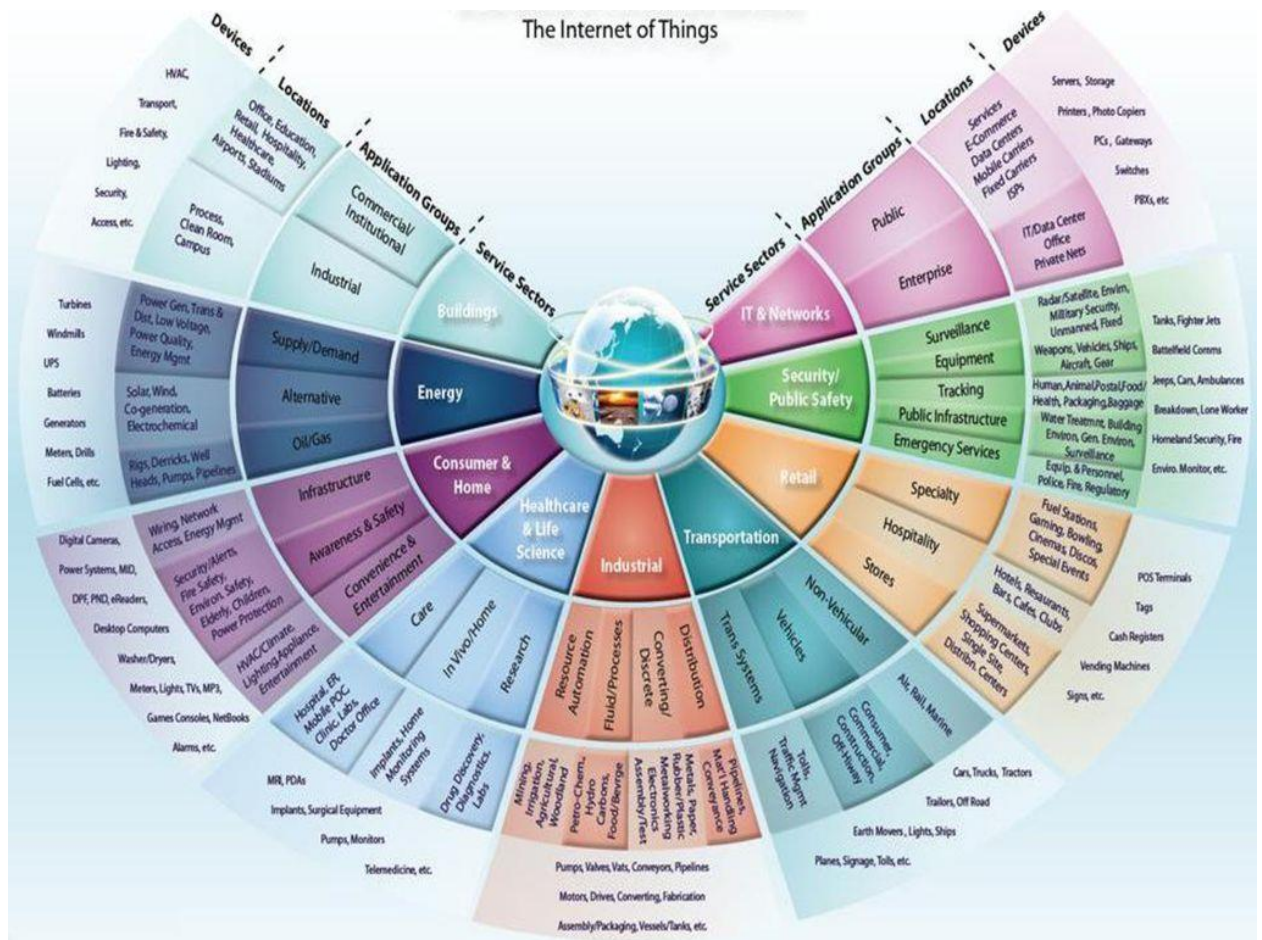 The Internet of Things
Devices
Locations
Application Groups
Service Sectors
Buildings
Commercial/
Institutional
Industrial
Office, Education,
Retail, Hospitality,
Healthcare,
Airports, Stadiums
Process,
Clean Room,
Campus
HVAC,
Transport,
Fire & Safety,
Lighting,
Security,
Access, etc.
Energy
Supply/Demand
Alternative
Oil/Gas
Power Gen, Trans &
Dist, Low Voltage,
Power Quality,
Energy Mgmt
Solar, Wind,
Co-generation,
Electrochemical
Rigs, Derricks, Well
Heads, Pumps, Pipelines
Turbines
Windmills
UPS
Batteries
Generators
Meters, Drills
Fuel Cells, etc.
Consumer &
Home
Infrastructure
Awareness & Safety
Convenience &
Entertainment
Wiring, Network
Access, Energy Mgmt
Security/Alerts,
Fire Safety,
Environ. Safety,
Elderly, Children,
Power Protection
HVAC/Climate,
Lighting, Appliance,
Entertainment
Digital Cameras,
Power Systems, MID,
DPF, PND, eReaders,
Desktop Computers
Washer/Dryers,
Meters, Lights, TVs, MP3,
Games Consoles, NetBooks
Alarms, etc.
Healthcare
& Life
Science
Care
In Vivo/Home
Research
Hospital, ER,
Mobile POC,
Clinic, Labs,
Doctor Office
Implants, Home
Monitoring
Systems
Drug Discovery,
Diagnostics,
Labs
MRI, PDAs
Implants, Surgical Equipment
Pumps, Monitors
Telemedicine, etc.
Industrial
Resource
Automation
Fluid/Processes
Converting/
Discrete
Distribution
Mining,
Irrigation,
Agricultural,
Woodland
Petro-Chem.,
Hydro
Carbons,
Food/Bevrge
Metals, Paper,
Rubber/Plastic
Metalworking
Electronics
Assembly/Test
Pipelines,
Mat'l Handling
Conveyance
Pumps, Valves, Vats, Conveyors, Pipelines
Motors, Drives, Converting, Fabrication
Assembly/Packaging, Vessels/Tanks, etc.
Transportation
Trans Systems
Vehicles
Non-Vehicular
Tolls,
Traffic Mgmt
Navigation
Consumer,
Commercial,
Construction,
Off-Hiway
Air, Rail, Marine
Cars, Trucks, Tractors
Trailors, Off Road
Earth Movers, Lights, Ships
Planes, Signage, Tolls, etc.
Retail
Specialty
Hospitality
Stores
Fuel Stations,
Gaming, Bowling,
Cinemas, Discos,
Special Events
Hotels, Resaurants,
Bars, Cafes, Clubs
Supermarkets,
Shopping Centers,
Single Site,
Distribn. Centers
POS Terminals
Tags
Cash Registers
Vending Machines
Signs, etc.
Security/
Public Safety
Surveillance
Equipment
Tracking
Public Infrastructure
Emergency Services
Radar/Satellite, Envirn,
Millitary Security,
Unmanned, Fixed
Weapons, Vehicles, Ships,
Aircraft, Gear
Human,Animal,Postal,Food/
Health, Packaging,Baggage
Water Treatmnt, Building
Environ, Gen. Environ,
Surveillance
Equip. & Personnel,
Police, Fire, Regulatory
Tanks, Fighter Jets
Battelfield Comms
Jeeps, Cars, Ambulances
Breakdown, Lone Worker
Homeland Security, Fire
Enviro. Monitor, etc.
IT & Networks
Public
Enterprise
Services
E-Commerce
Data Centers
Mobile Carriers
Fixed Carriers
ISPs
IT/Data Center
Office
Private Nets
Servers, Storage
Printers, Photo Copiers
PCs, Gateways
Switches
PBXs, etc
Service Sectors
Application Groups
Locations
Devices